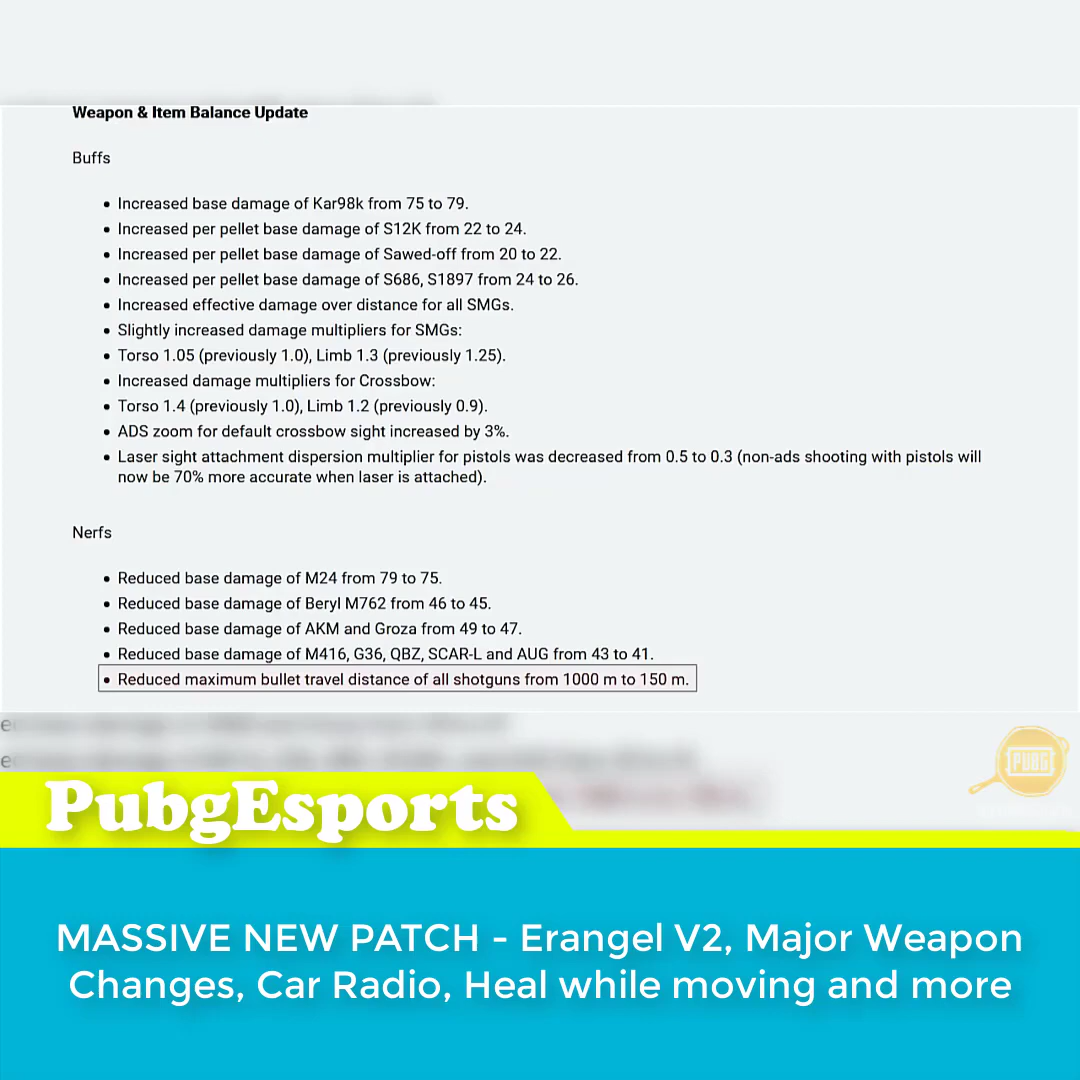 Weapon & Item Balance Update
Buffs
• Increased base damage of Kar98k from 75 to 79.
• Increased per pellet base damage of S12K from 22 to 24.
• Increased per pellet base damage of Sawed-off from 20 to 22.
• Increased per pellet base damage of S686, S1897 from 24 to 26.
• Increased effective damage over distance for all SMGs.
• Slightly increased damage multipliers for SMGs:
• Torso 1.05 (previously 1.0), Limb 1.3 (previously 1.25).
• Increased damage multipliers for Crossbow:
• Torso 1.4 (previously 1.0), Limb 1.2 (previously 0.9).
• ADS zoom for default crossbow sight increased by 3%.
• Laser sight attachment dispersion multiplier for pistols was decreased from 0.5 to 0.3 (non-ads shooting with pistols will
now be 70% more accurate when laser is attached).
Nerfs
• Reduced base damage of M24 from 79 to 75.
• Reduced base damage of Beryl M762 from 46 to 45.
• Reduced base damage of AKM and Groza from 49 to 47.
• Reduced base damage of M416, G36, QBZ, SCAR-L and AUG from 43 to 41.
• Reduced maximum bullet travel distance of all shotguns from 1000 m to 150 m.
PUBG
PubgEsports
MASSIVE NEW PATCH - Erangel V2, Major Weapon
Changes, Car Radio, Heal while moving and more